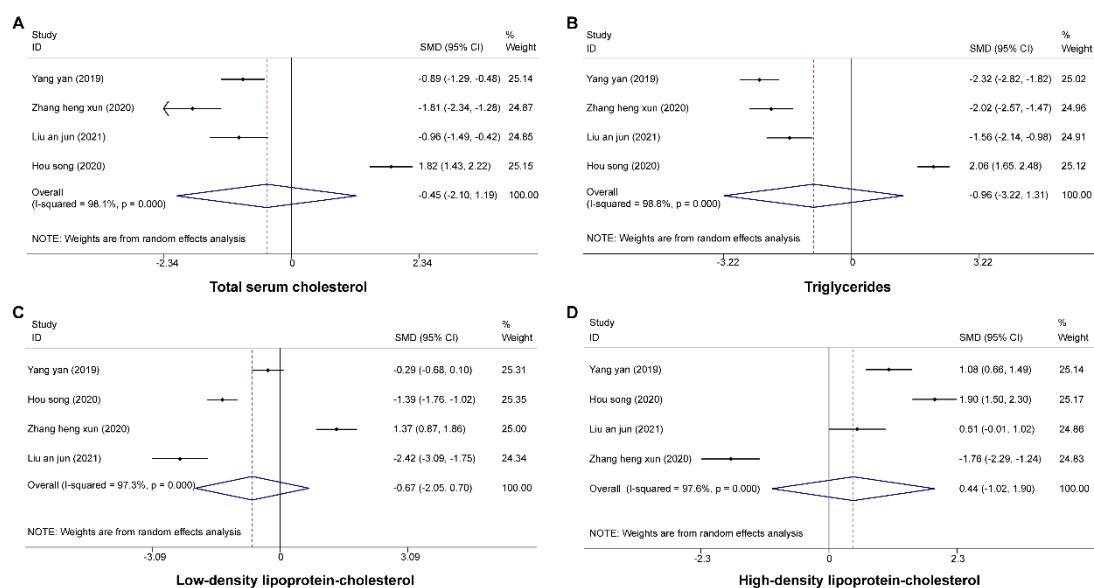 A
Study
ID
SMD (95% CI)
%
Weight
Yang yan (2019) -0.89 (-1.29, -0.48) 25.14
Zhang heng xun (2020) -1.81 (-2.34, -1.28) 24.87
Liu an jun (2021) -0.96 (-1.49, -0.42) 24.85
Hou song (2020) 1.82 (1.43, 2.22) 25.15
Overall
(I-squared = 98.1%, p = 0.000) -0.45 (-2.10, 1.19) 100.00
NOTE: Weights are from random effects analysis
-2.34 0 2.34
Total serum cholesterol
B
Study
ID
SMD (95% CI)
%
Weight
Yang yan (2019) -2.32 (-2.82, -1.82) 25.02
Zhang heng xun (2020) -2.02 (-2.57, -1.47) 24.96
Liu an jun (2021) -1.56 (-2.14, -0.98) 24.91
Hou song (2020) 2.06 (1.65, 2.48) 25.12
Overall
(I-squared = 98.8%, p = 0.000) -0.96 (-3.22, 1.31) 100.00
NOTE: Weights are from random effects analysis
-3.22 0 3.22
Triglycerides
C
Study
ID
SMD (95% CI)
%
Weight
Yang yan (2019) -0.29 (-0.68, 0.10) 25.31
Hou song (2020) -1.39 (-1.76. -1.02) 25.35
Zhang heng xun (2020) 1.37 (0.87, 1.86) 25.00
Liu an jun (2021) -2.42 (-3.09, -1.75) 24.34
Overall (I-squared = 97.3%, p = 0.000) -0.67 (-2.05. 0.70) 100.00
NOTE: Weights are from random effects analysis
-3.09 0 3.09
Low-density lipoprotein-cholesterol
D
Study
ID
SMD (95% CI)
%
Weight
Yang yan (2019) 1.08 (0.66, 1.49) 25.14
Hou song (2020) 1.90 (1.50, 2.30) 25.17
Liu an jun (2021) 0.51 (-0.01, 1.02) 24.86
Zhang heng xun (2020) -1.76 (-2.29, -1.24) 24.83
Overall (I-squared = 97.6%, p = 0.000) 0.44 (-1.02, 1.90) 100.00
NOTE: Weights are from random effects analysis
-2.3 0 2.3
High-density lipoprotein-cholesterol